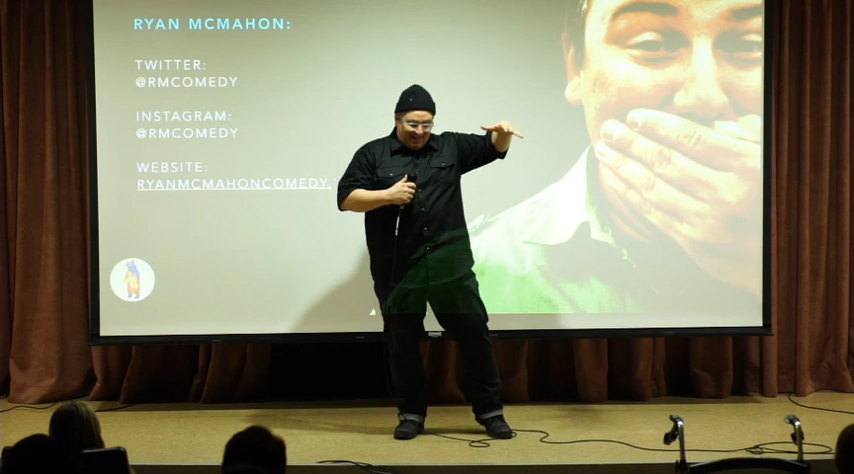 RYAN MCMAHON:
TWITTER:
@RMCOMEDY
INSTAGRAM:
@RMCOMEDY
WEBSITE:
RYANMCMAHONCOMEDY.